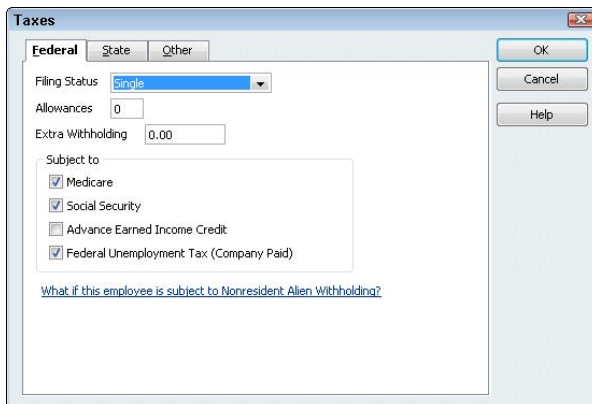 Taxes
Federal State Other
OK
Cancel
Help
Filing Status Single
Allowances 0
Extra Withholding 0.00
Subject to
Medicare
Social Security
Advance Earned Income Credit
Federal Unemployment Tax (Company Paid)
What if this employee is subject to Nonresident Alien Withholding?